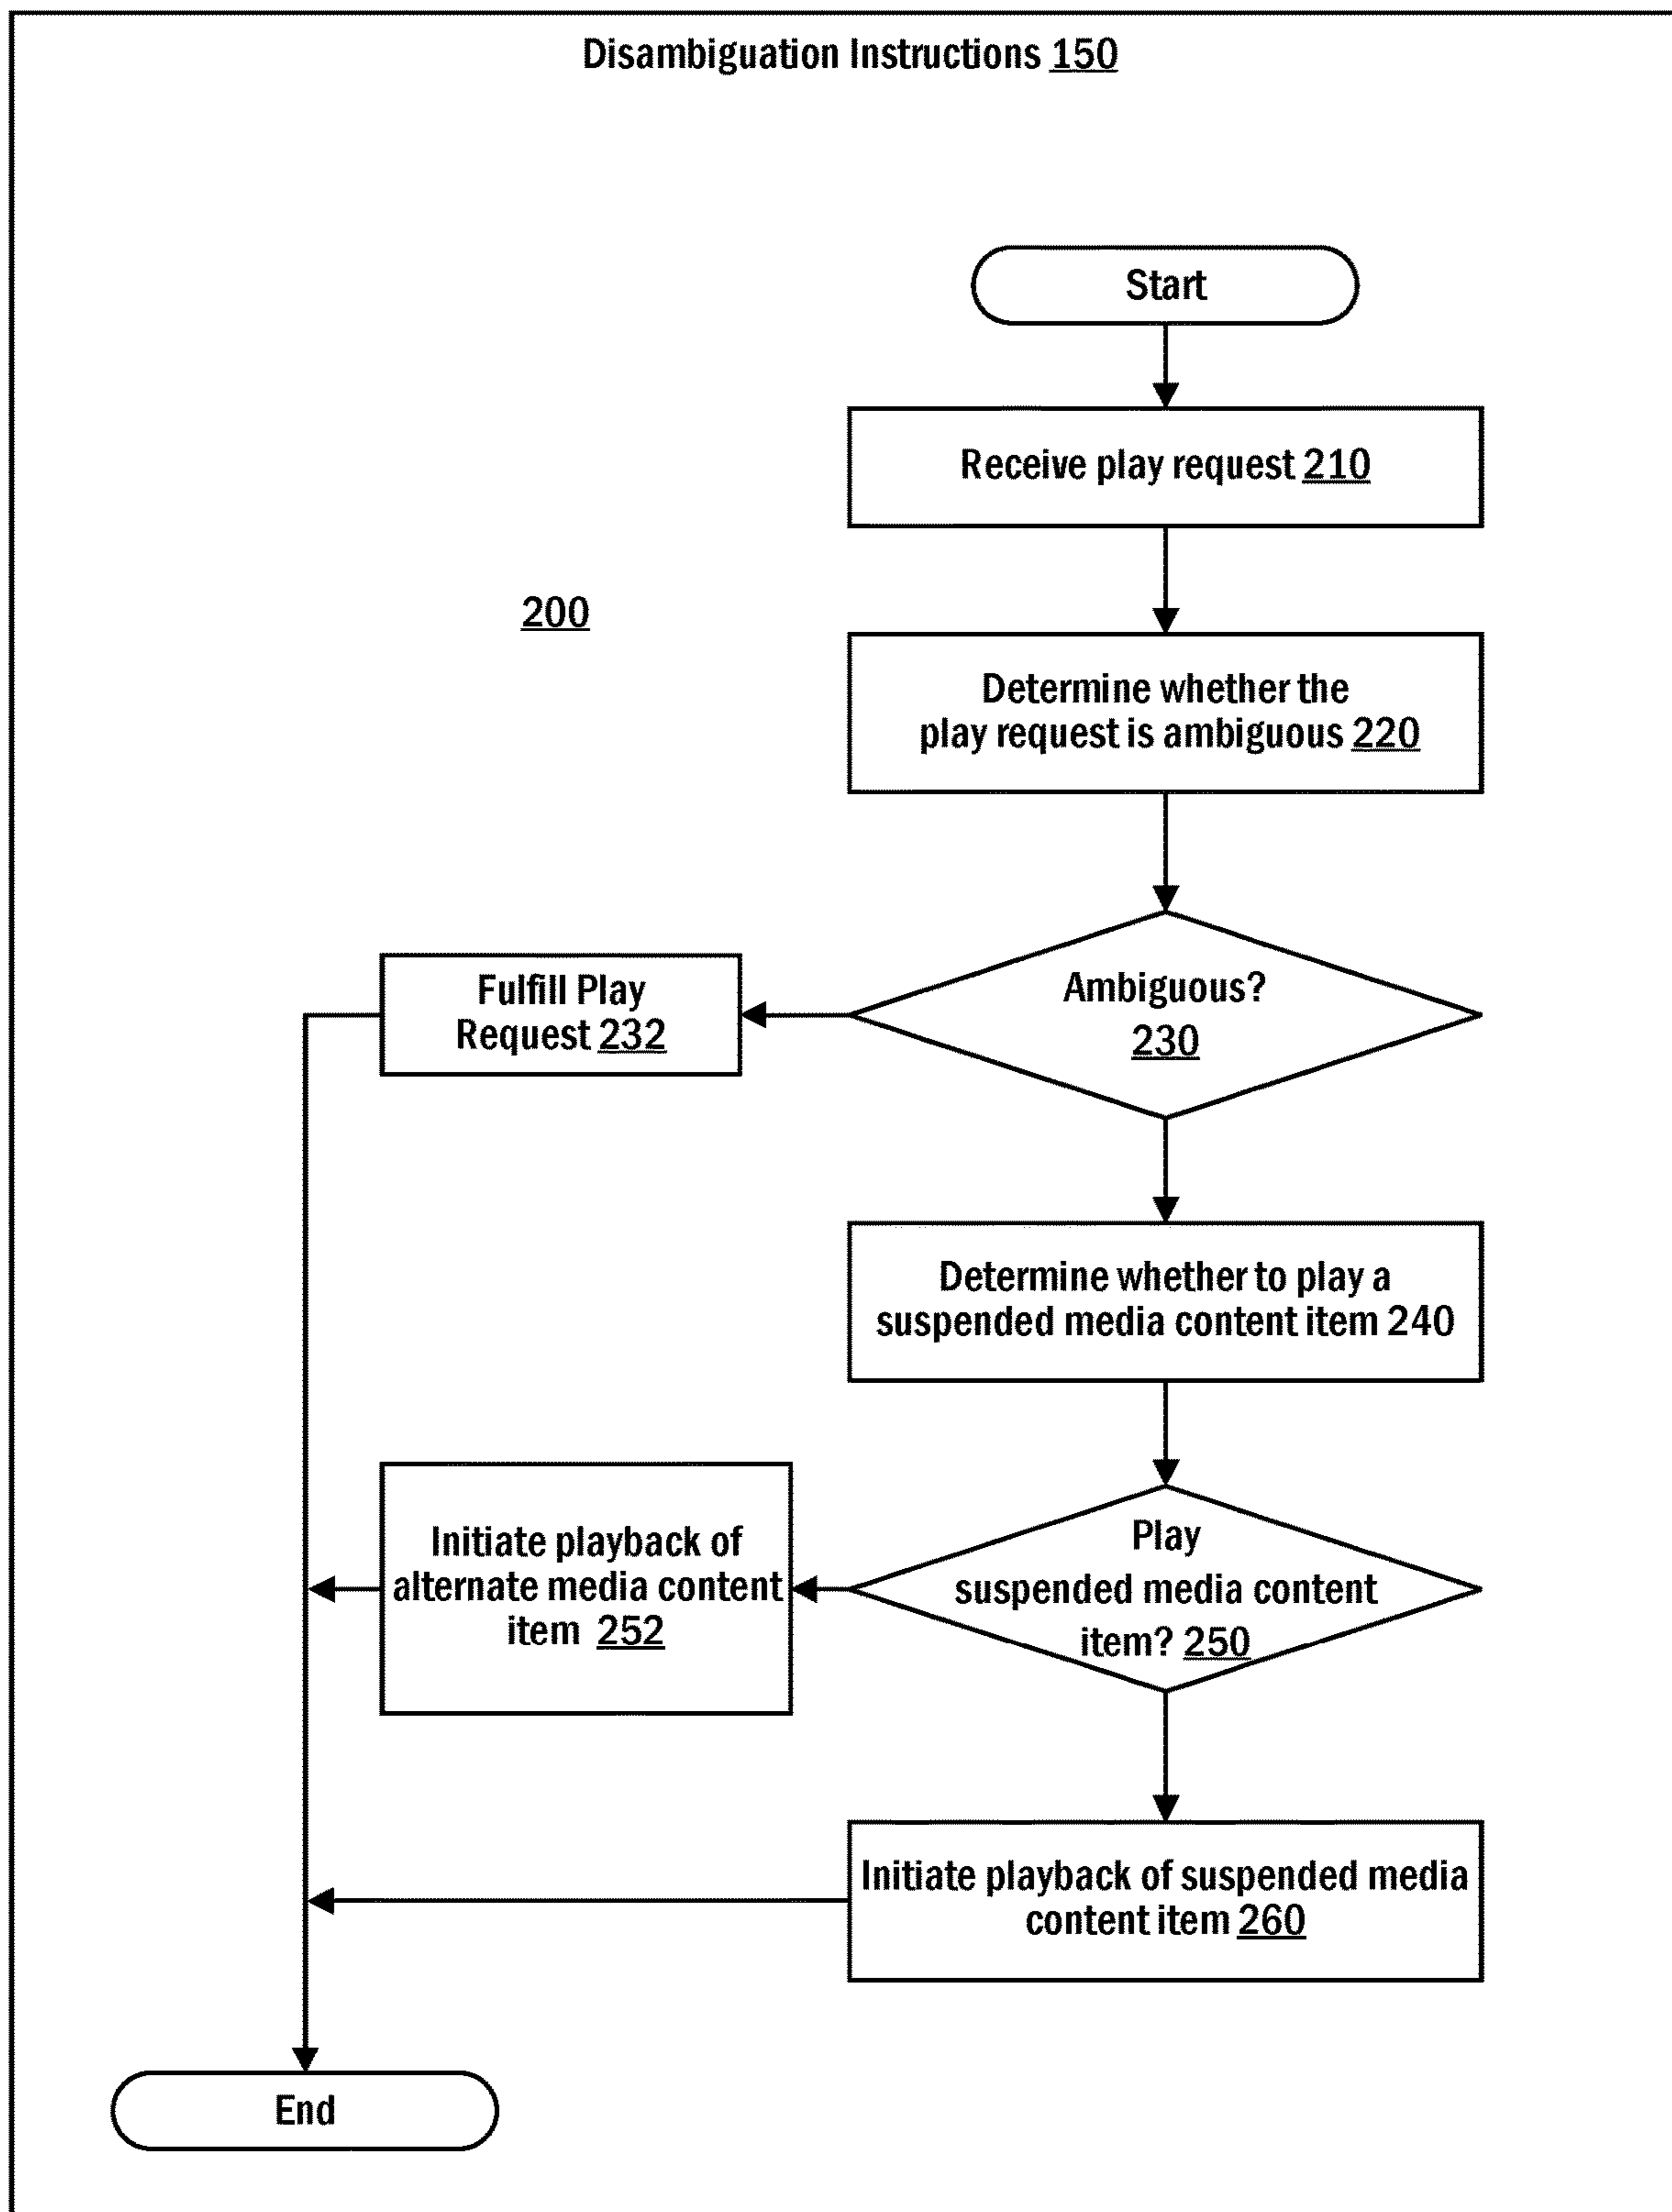 Disambiguation Instructions 150
Start
Receive play request 210
200
Determine whether the
play request is ambiguous 220
Ambiguous?
230
Fulfill Play
Request 232
Determine whether to play a
suspended media content item 240
Play
suspended media content
item? 250
Initiate playback of
alternate media content
item 252
Initiate playback of suspended media
content item 260
End